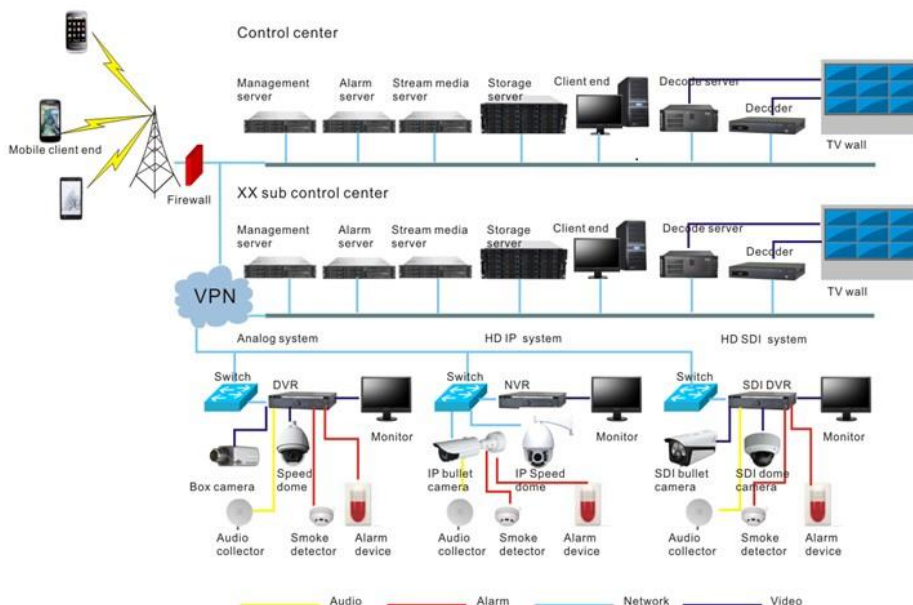 Control center
Management
server
Alarm
server
Stream media
server
Storage
server
Client end
Decode server
Decoder
TV wall
Mobile client end
Firewall
XX sub control center
Management
server
Alarm
server
Stream media
server
Storage
server
Client end
Decode server
Decoder
TV wall
VPN
Analog system
HD IP system
HD SDI system
Switch
DVR
Monitor
Box camera
Speed
dome
Audio
collector
Smoke
detector
Alarm
device
Switch
NVR
Monitor
IP bullet
camera
IP Speed
dome
Audio
collector
Smoke
detector
Alarm
device
Switch
SDI DVR
Monitor
SDI bullet
camera
SDI dome
camera
Audio
collector
Smoke
detector
Alarm
device
Audio
Alarm
Network
Video